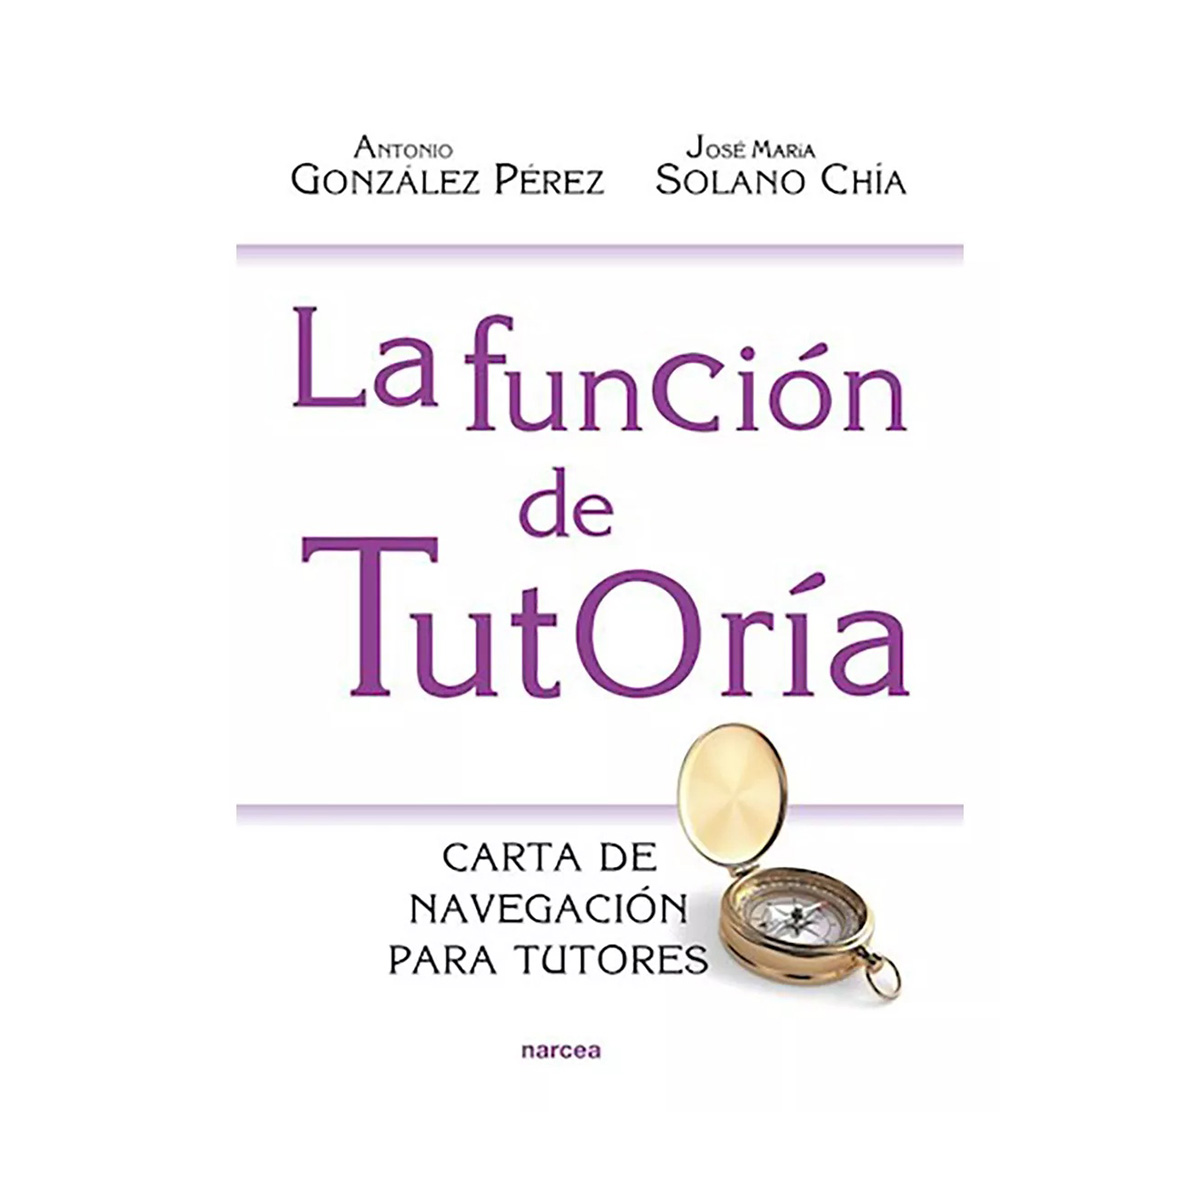 ANTONIO
GONZÁLEZ PÉREZ
JOSÉ MARÍA
SOLANO CHÍA
La función
de
TutOría
CARTA DE
NAVEGACIÓN
PARA TUTORES
narcea